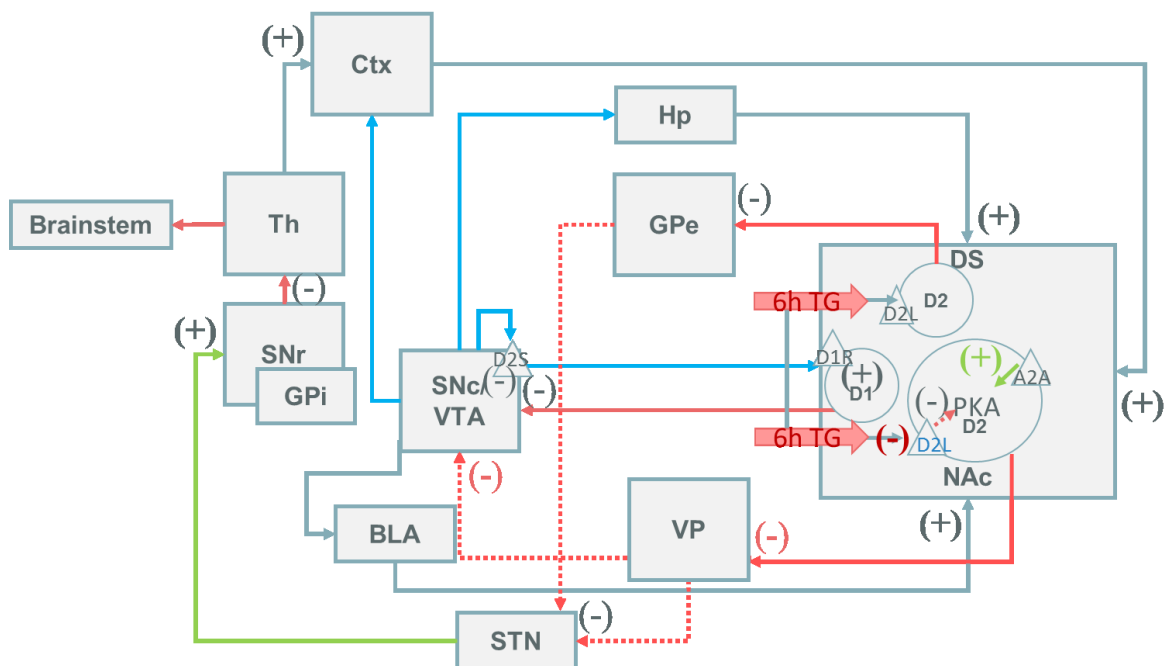 (+)
Ctx
Hp
Th
Brainstem
GPe
(-)
(+)
DS
D2
D2L
6h TG
(-)
(+)
SNr
GPi
D2S
SNc/
(-)
VTA
(-)
D1R
(+)
D1
(+)
A2A
(-)
PKA
D2
(+)
6h TG
(-)
D2L
NAc
(-)
BLA
VP
(-)
(+)
(-)
STN